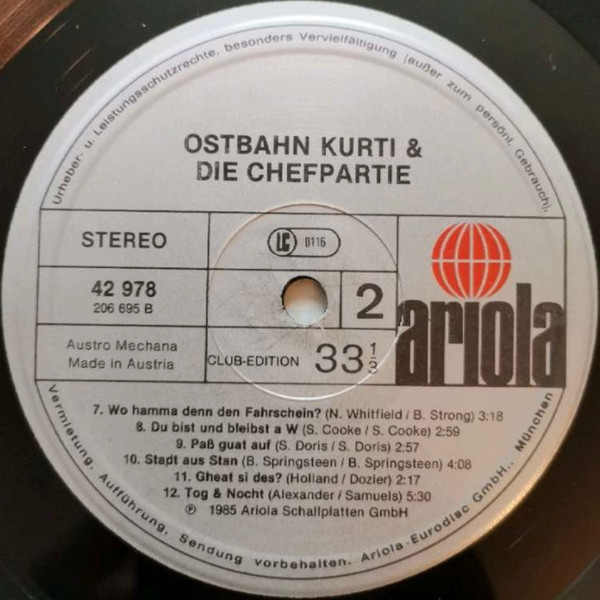 Urheber- u. Leistungsschutzrechte, besonders Vervielfältigung (außer zum persönl. Gebrauch),
OSTBAHN KURTI &
DIE CHEFPARTIE
STEREO
LC 0116
42 978
206 695 B
2
ariola
Austro Mechana
Made in Austria
CLUB-EDITION 33 1/3
7. Wo hamma denn den Fahrschein? (N. Whitfield / B. Strong) 3:18
8. Du bist und bleibst a W (S. Cooke / S. Cooke) 2:59
9. Paß guat auf (S. Doris / S. Doris) 2:57
10. Stadt aus Stan (B. Springsteen / B. Springsteen) 4:08
11. Gheat si des? (Holland / Dozier) 2:17
12. Tog & Nocht (Alexander / Samuels) 5:30
℗ 1985 Ariola Schallplatten GmbH
Vermietung, Aufführung, Sendung vorbehalten. Ariola-Eurodisc GmbH., München